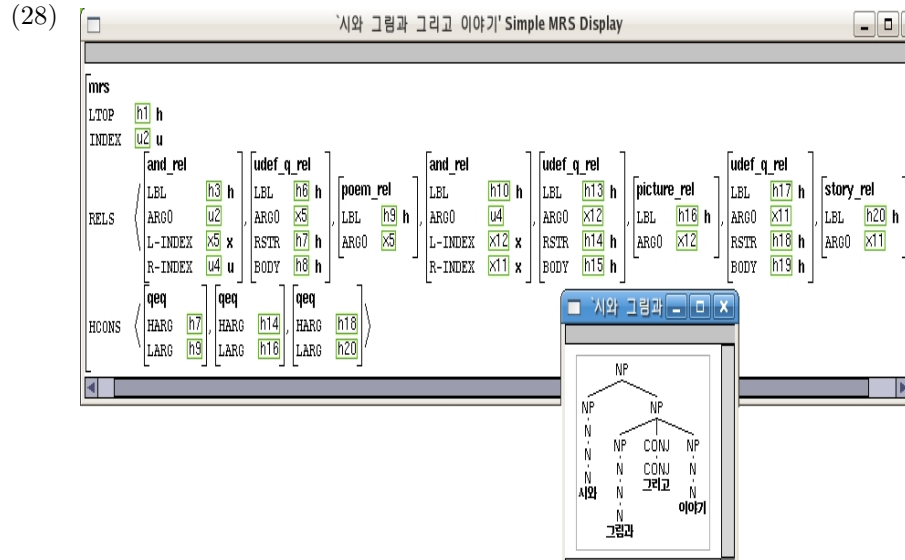 (28)
'시와 그림과 그리고 이야기' Simple MRS Display
mrs
LTOP h1 h
INDEX u2 u
RELS
and_rel
LBL h3 h
ARG0 u2
L-INDEX x5 x
R-INDEX u4 u
udef_q_rel
LBL h6 h
ARG0 x5
RSTR h7 h
BODY h8 h
poem_rel
LBL h9 h
ARG0 x5
and_rel
LBL h10 h
ARG0 u4
L-INDEX x12 x
R-INDEX x11 x
udef_q_rel
LBL h13 h
ARG0 x12
RSTR h14 h
BODY h15 h
picture_rel
LBL h16 h
ARG0 x12
udef_q_rel
LBL h17 h
ARG0 x11
RSTR h18 h
BODY h19 h
story_rel
LBL h20 h
ARG0 x11
HCONS
qeq
HARG h7
LARG h9
qeq
HARG h14
LARG h16
qeq
HARG h18
LARG h20
'시와 그림과
NP
NP NP
N NP CONJ NP
N N CONJ N
N N 그리고 N
시와 N 이야기
그림과